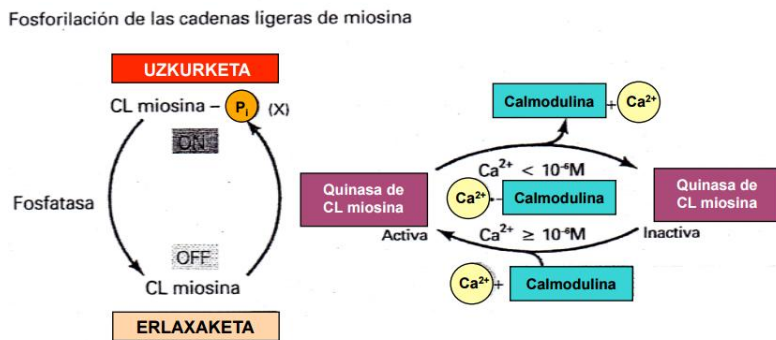 Fosforilación de las cadenas ligeras de miosina
UZKURKETA
CL miosina – Pi (X)
ON
Fosfatasa
OFF
CL miosina
ERLAXAKETA
Calmodulina + Ca²⁺
Ca²⁺ < 10⁻⁶M
Quinasa de
CL miosina
Activa
Ca²⁺ -- Calmodulina
Quinasa de
CL miosina
Inactiva
Ca²⁺ ≥ 10⁻⁶M
Ca²⁺ + Calmodulina